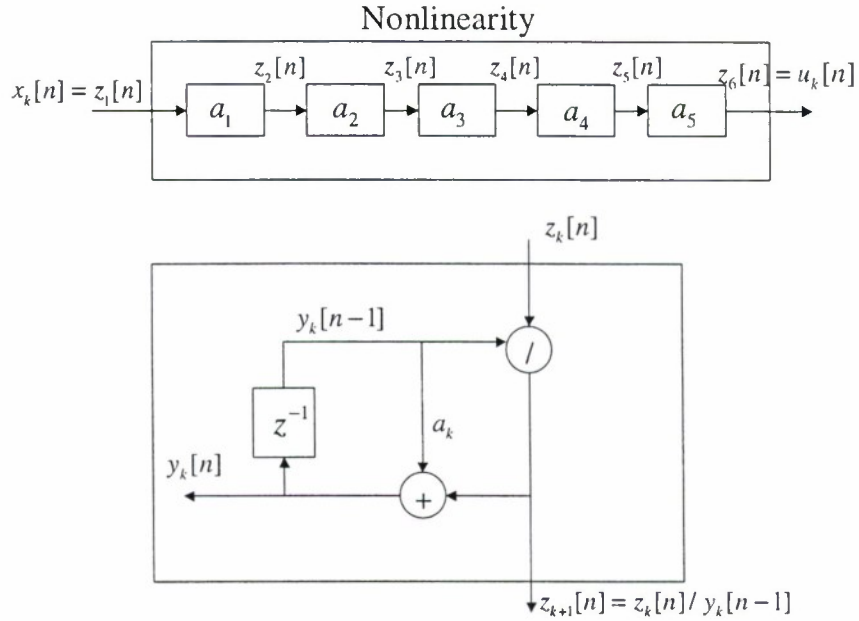 Nonlinearity
x_k[n] = z_1[n]
z_2[n]
z_3[n]
z_4[n]
z_5[n]
z_6[n] = u_k[n]
a_1
a_2
a_3
a_4
a_5
z_k[n]
y_k[n-1]
/
z^{-1}
a_k
y_k[n]
+
z_{k+1}[n] = z_k[n] / y_k[n-1]